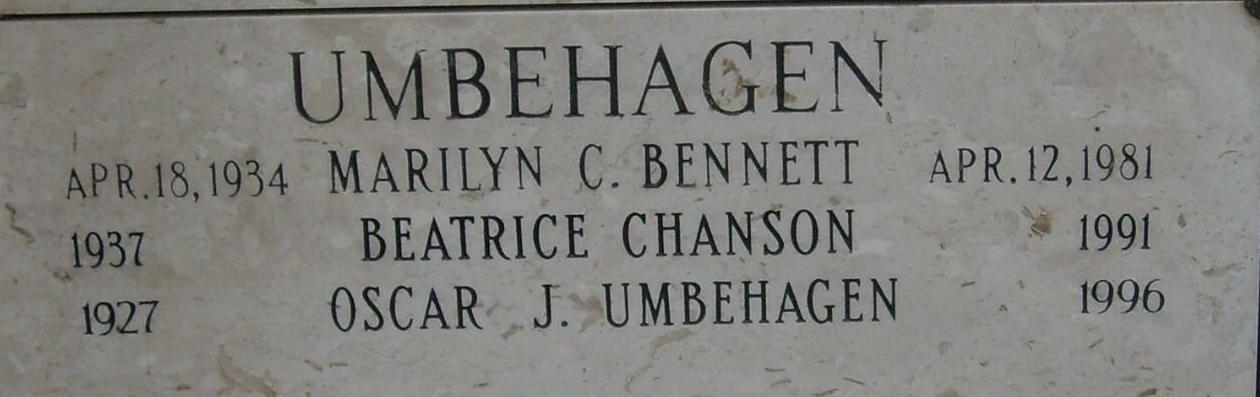 UMBEHAGEN
APR.18,1934 MARILYN C. BENNETT APR.12,1981
1937 BEATRICE CHANSON 1991
1927 OSCAR J. UMBEHAGEN 1996